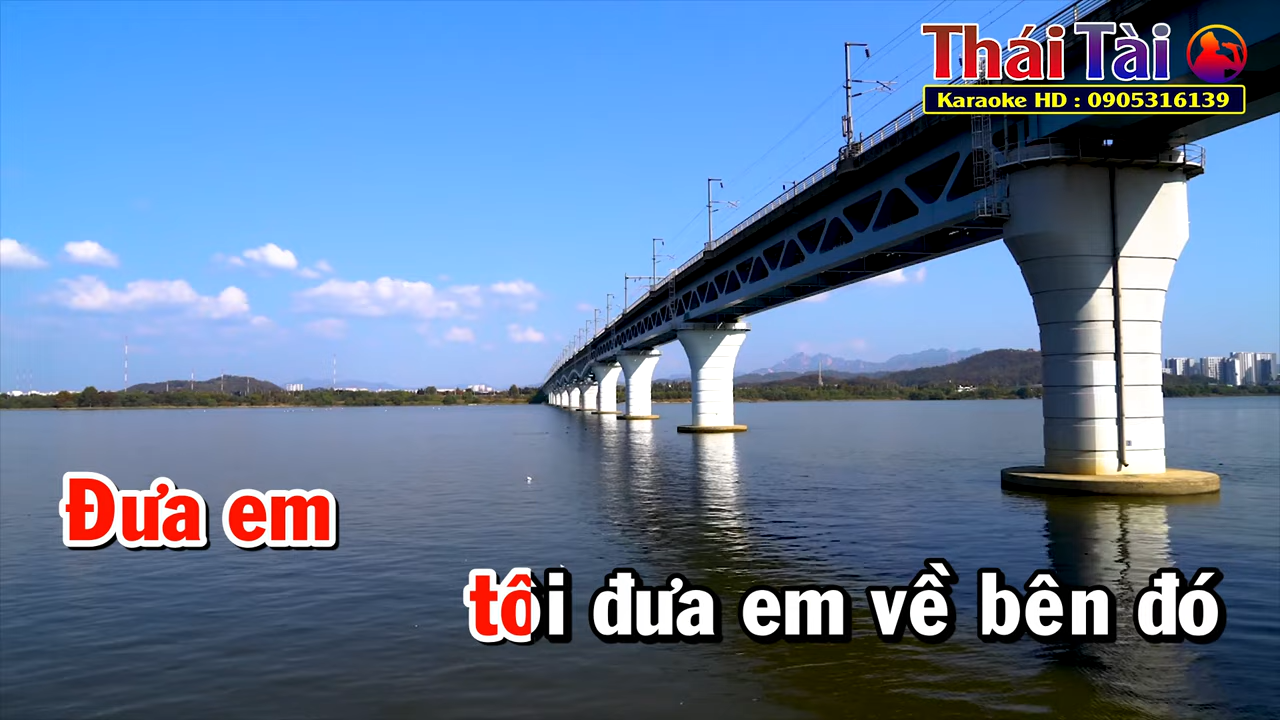 Thái Tài
Karaoke HD : 0905316139
Đưa em
tôi đưa em về bên đó